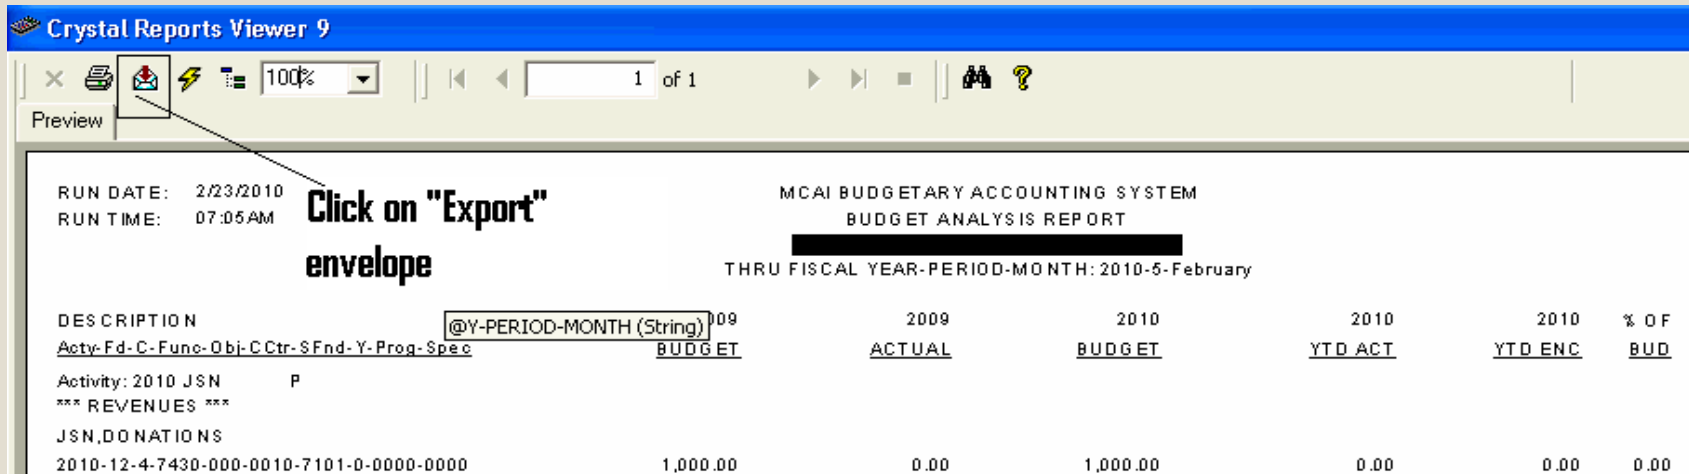 Crystal Reports Viewer 9
100% 1 of 1
Preview
RUN DATE: 2/23/2010
RUN TIME: 07:05AM
Click on "Export"
envelope
MCAI BUDGETARY ACCOUNTING SYSTEM
BUDGET ANALYSIS REPORT
THRU FISCAL YEAR-PERIOD-MONTH: 2010-5-February
DESCRIPTION @Y-PERIOD-MONTH (String) 09 2009 2010 2010 2010 % OF
Acty-Fd-C-Func-Obj-CCtr-SFnd-Y-Prog-Spec BUDGET ACTUAL BUDGET YTD ACT YTD ENC BUD
Activity: 2010 JSN P
*** REVENUES ***
JSN,DONATIONS
2010-12-4-7430-000-0010-7101-0-0000-0000 1,000.00 0.00 1,000.00 0.00 0.00 0.00